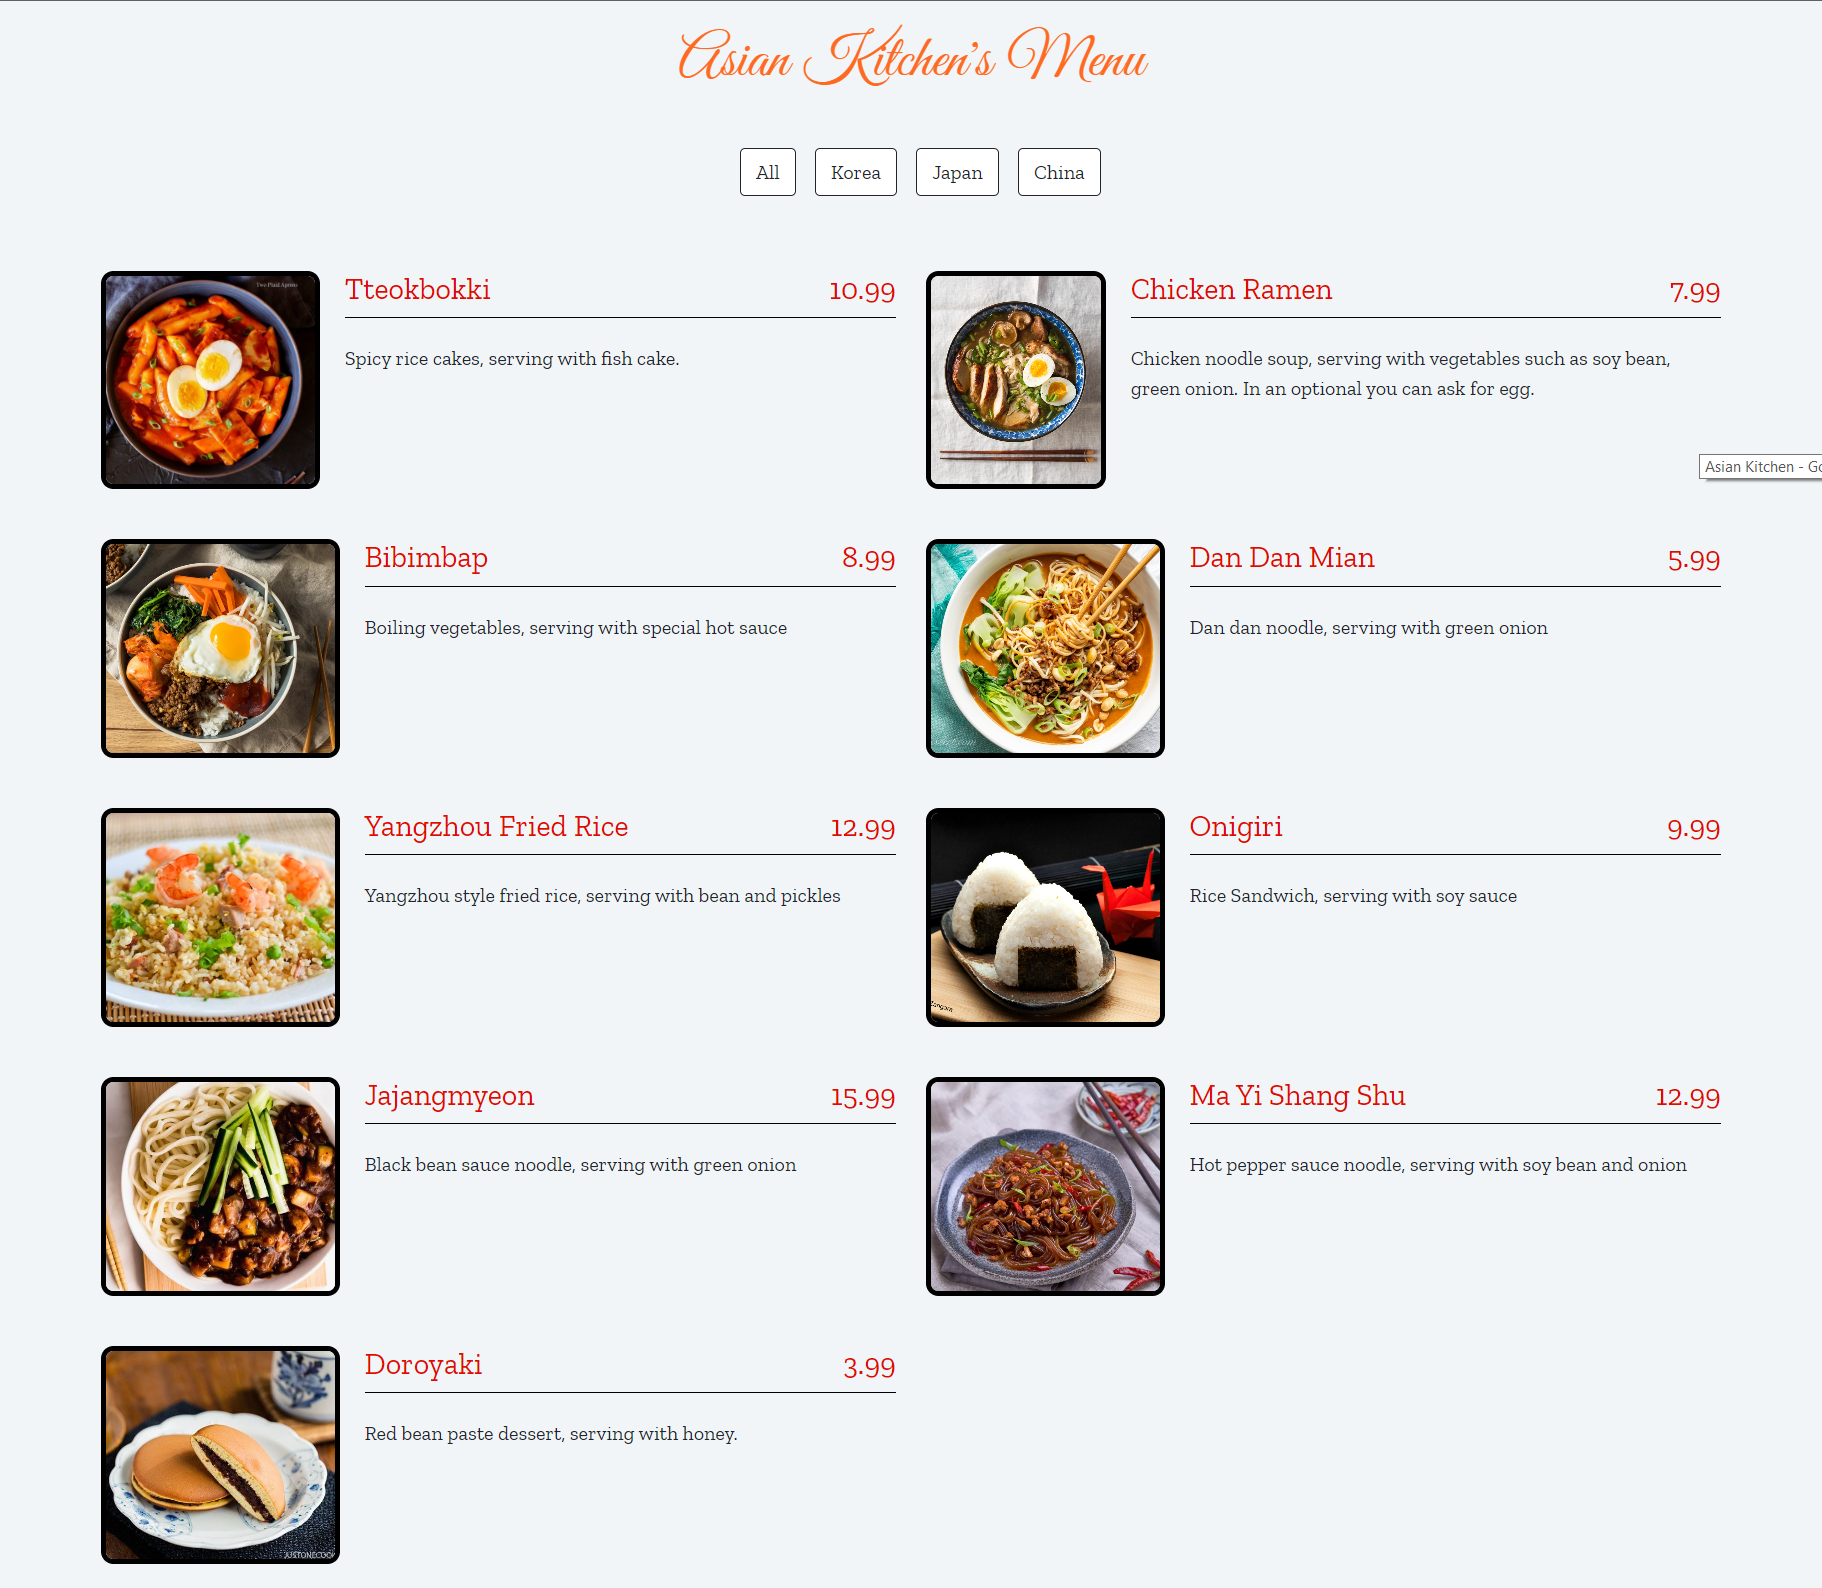 Asian Kitchen's Menu
All Korea Japan China
Two Plaid Aprons
Tteokbokki 10.99
Spicy rice cakes, serving with fish cake.
Chicken Ramen 7.99
Chicken noodle soup, serving with vegetables such as soy bean,
green onion. In an optional you can ask for egg.
Asian Kitchen - Go
Bibimbap 8.99
Boiling vegetables, serving with special hot sauce
Dan Dan Mian 5.99
Dan dan noodle, serving with green onion
Yangzhou Fried Rice 12.99
Yangzhou style fried rice, serving with bean and pickles
Onigiri 9.99
Rice Sandwich, serving with soy sauce
Jajangmyeon 15.99
Black bean sauce noodle, serving with green onion
Ma Yi Shang Shu 12.99
Hot pepper sauce noodle, serving with soy bean and onion
Doroyaki 3.99
Red bean paste dessert, serving with honey.
JUSTONECOO